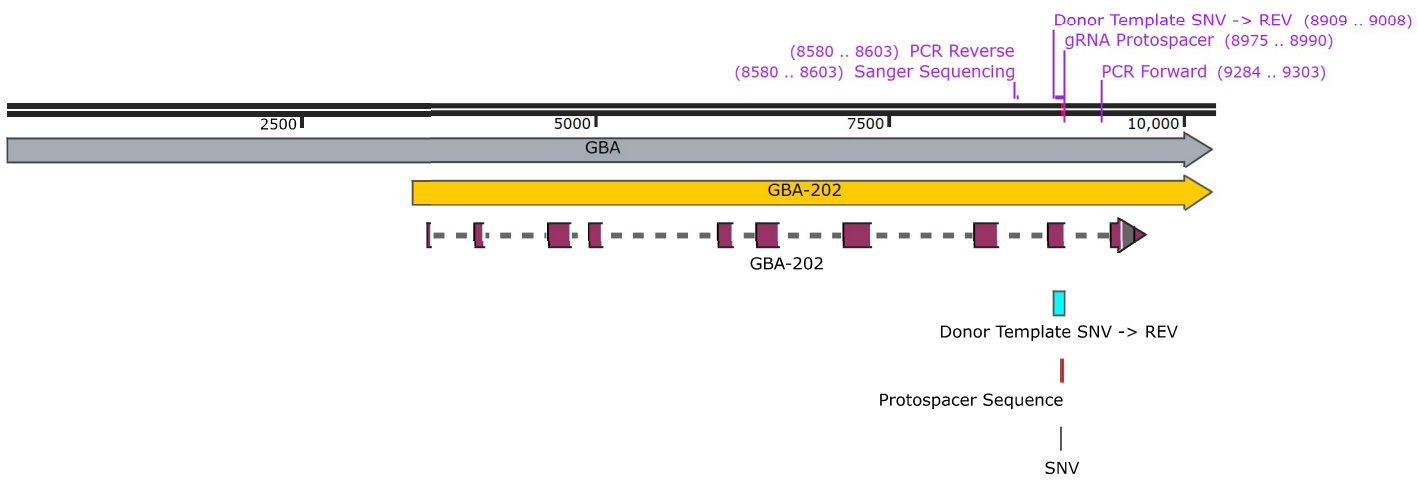 Donor Template SNV -> REV (8909 .. 9008)
gRNA Protospacer (8975 .. 8990)
(8580 .. 8603) PCR Reverse
(8580 .. 8603) Sanger Sequencing
PCR Forward (9284 .. 9303)
2500 5000 7500 10,000
GBA
GBA-202
GBA-202
Donor Template SNV -> REV
Protospacer Sequence
SNV